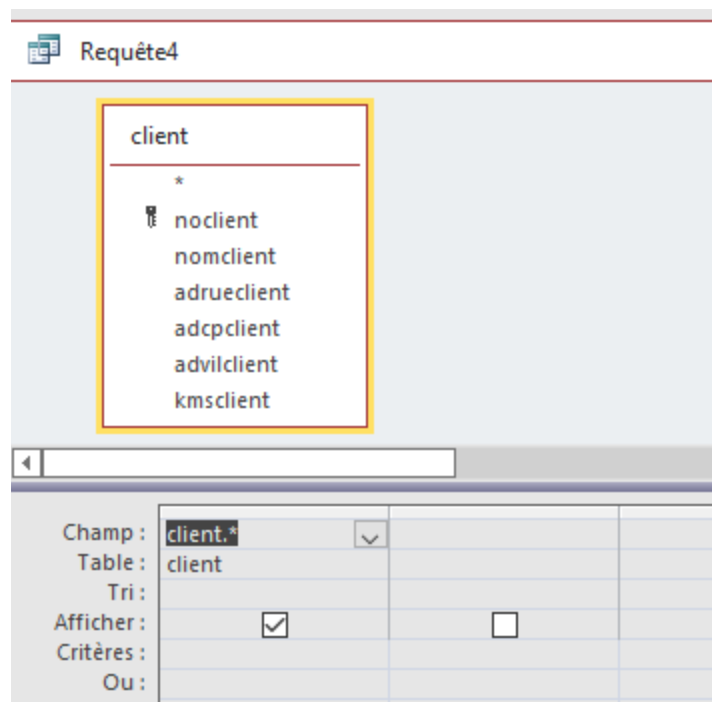 Requête4
client
*
noclient
nomclient
adrueclient
adcpclient
advilclient
kmsclient
Champ : client.*
Table : client
Tri :
Afficher :
Critères :
Ou :